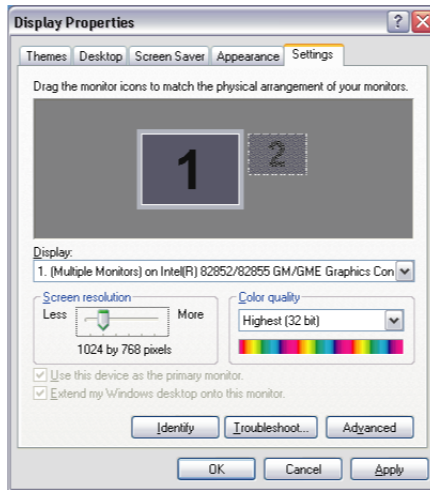 Display Properties
Themes Desktop Screen Saver Appearance Settings
Drag the monitor icons to match the physical arrangement of your monitors.
1 2
Display:
1. (Multiple Monitors) on Intel(R) 82852/82855 GM/GME Graphics Con
Screen resolution
Less More
1024 by 768 pixels
Color quality
Highest (32 bit)
Use this device as the primary monitor.
Extend my Windows desktop onto this monitor.
Identify Troubleshoot... Advanced
OK Cancel Apply